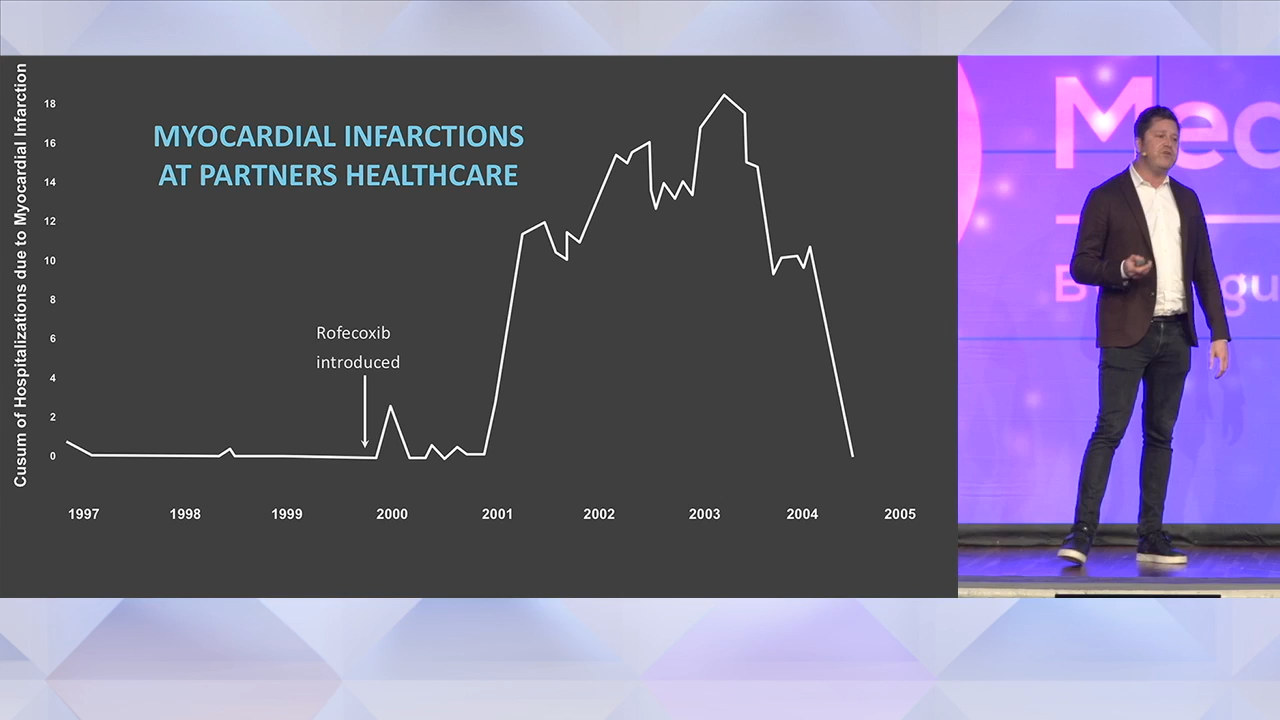 Cusum of Hospitalizations due to Myocardial Infarction
MYOCARDIAL INFARCTIONS
AT PARTNERS HEALTHCARE
18
16
14
12
10
8
6
4
2
0
Rofecoxib
introduced
1997 1998 1999 2000 2001 2002 2003 2004 2005